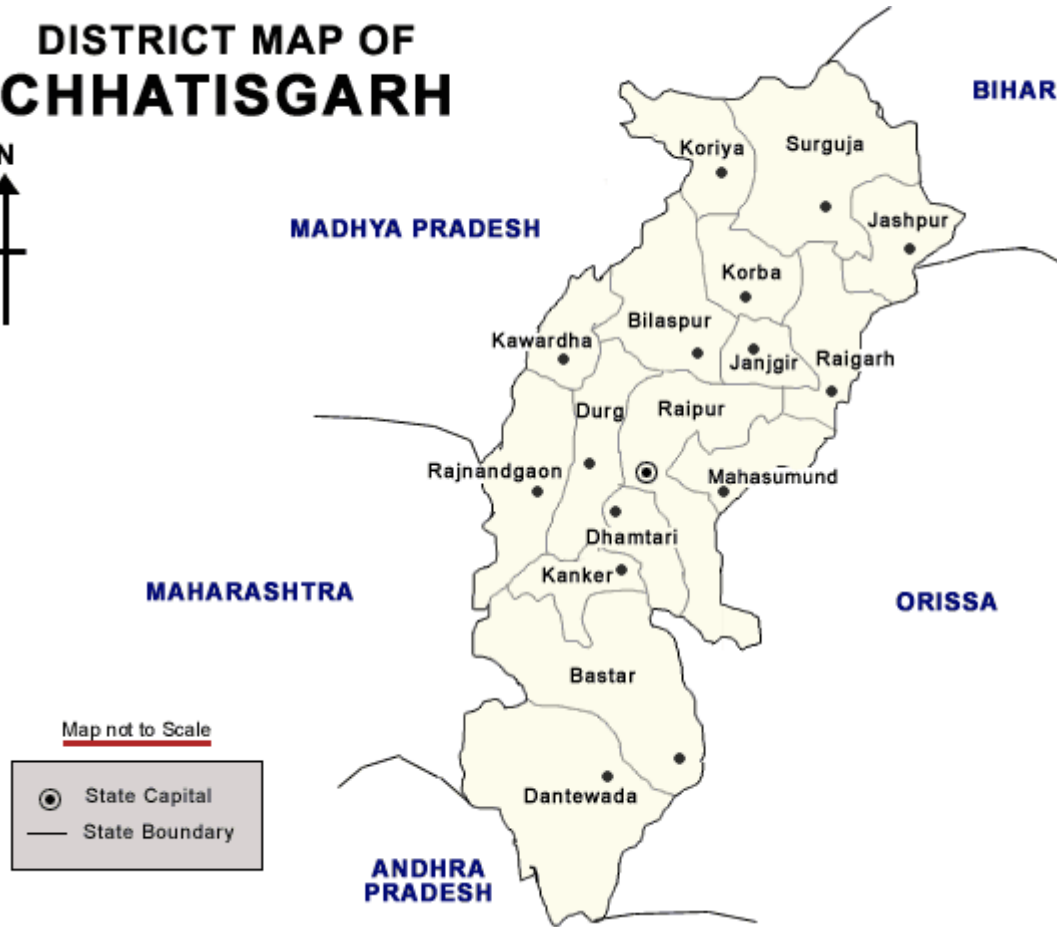 DISTRICT MAP OF
CHHATISGARH
N
BIHAR
Koriya
Surguja
Jashpur
MADHYA PRADESH
Korba
Bilaspur
Kawardha
Janjgir
Raigarh
Durg
Raipur
Rajnandgaon
Mahasumund
Dhamtari
Kanker
MAHARASHTRA
ORISSA
Bastar
Map not to Scale
State Capital
State Boundary
Dantewada
ANDHRA
PRADESH